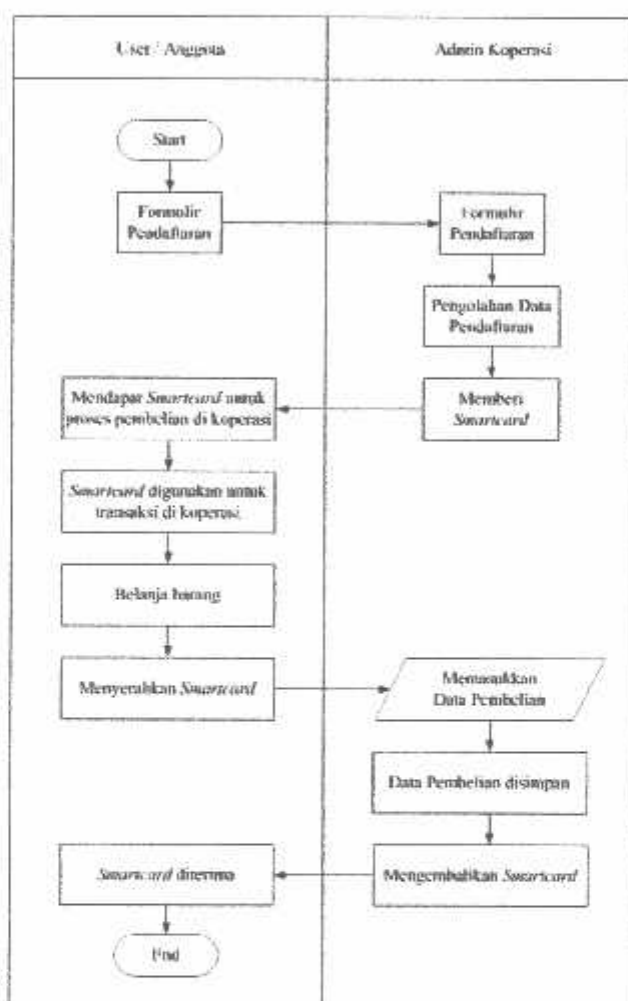 User / Anggota
Admin Koperasi
Start
Formulir
Pendaftaran
Formulir
Pendaftaran
Pengolahan Data
Pendaftaran
Memberi
Smartcard
Mendapat Smartcard untuk
proses pembelian di koperasi
Smartcard digunakan untuk
transaksi di koperasi
Belanja barang
Menyerahkan Smartcard
Memasukkan
Data Pembelian
Data Pembelian disimpan
Mengembalikan Smartcard
Smartcard diterima
End